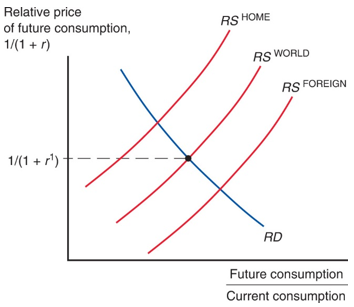 Relative price
of future consumption,
1/(1 + r)
RS HOME
RS WORLD
RS FOREIGN
1/(1 + r¹)
RD
Future consumption
Current consumption